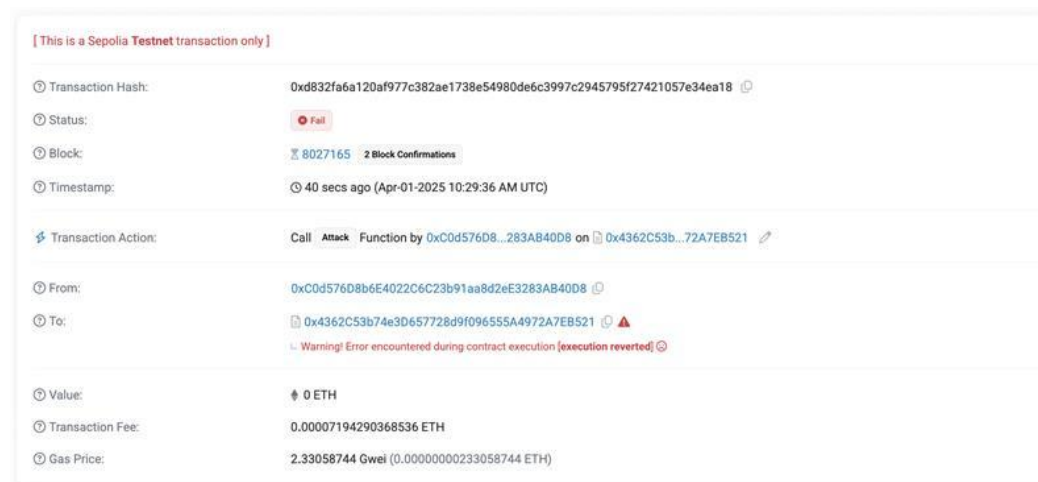 [ This is a Sepolia Testnet transaction only ]
Transaction Hash: 0xd832fa6a120af977c382ae1738e54980de6c3997c2945795f27421057e34ea18
Status: Fail
Block: 8027165 2 Block Confirmations
Timestamp: 40 secs ago (Apr-01-2025 10:29:36 AM UTC)
Transaction Action: Call Attack Function by 0xC0d576D8...283AB40D8 on 0x4362C53b...72A7EB521
From: 0xC0d576D8b6E4022C6C23b91aa8d2eE3283AB40D8
To: 0x4362C53b74e3D657728d9f096555A4972A7EB521
Warning! Error encountered during contract execution [execution reverted]
Value: 0 ETH
Transaction Fee: 0.00007194290368536 ETH
Gas Price: 2.33058744 Gwei (0.00000000233058744 ETH)